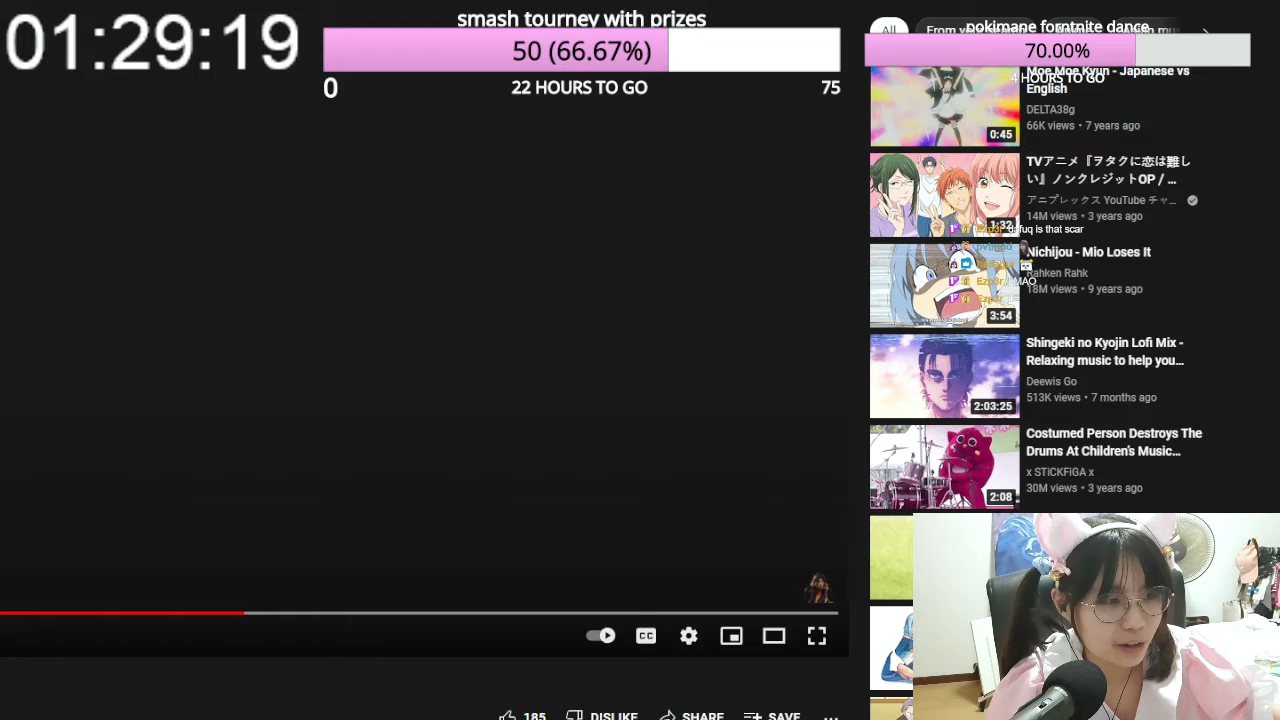 01:29:19
smash tourney with prizes
50 (66.67%)
0
22 HOURS TO GO
75
All
pokimane forntnite dance
70.00%
4 HOURS TO GO
Moe Moe Kyun - Japanese vs
English
DELTA38g
66K views • 7 years ago
0:45
TVアニメ『ヲタクに恋は難し
い』ノンクレジットOP / ...
アニプレックス YouTube チャ...
14M views • 3 years ago
1:32
Ezp3r dafuq is that scar
Nichijou - Mio Loses It
Rahken Rahk
18M views • 9 years ago
Ezp3r LMAO
Ezp3r
3:54
Shingeki no Kyojin Lofi Mix -
Relaxing music to help you...
Deewis Go
513K views • 7 months ago
2:03:25
Costumed Person Destroys The
Drums At Children's Music...
x STICKFIGA x
30M views • 3 years ago
2:08
CC
185
DISLIKE
SHARE
SAVE